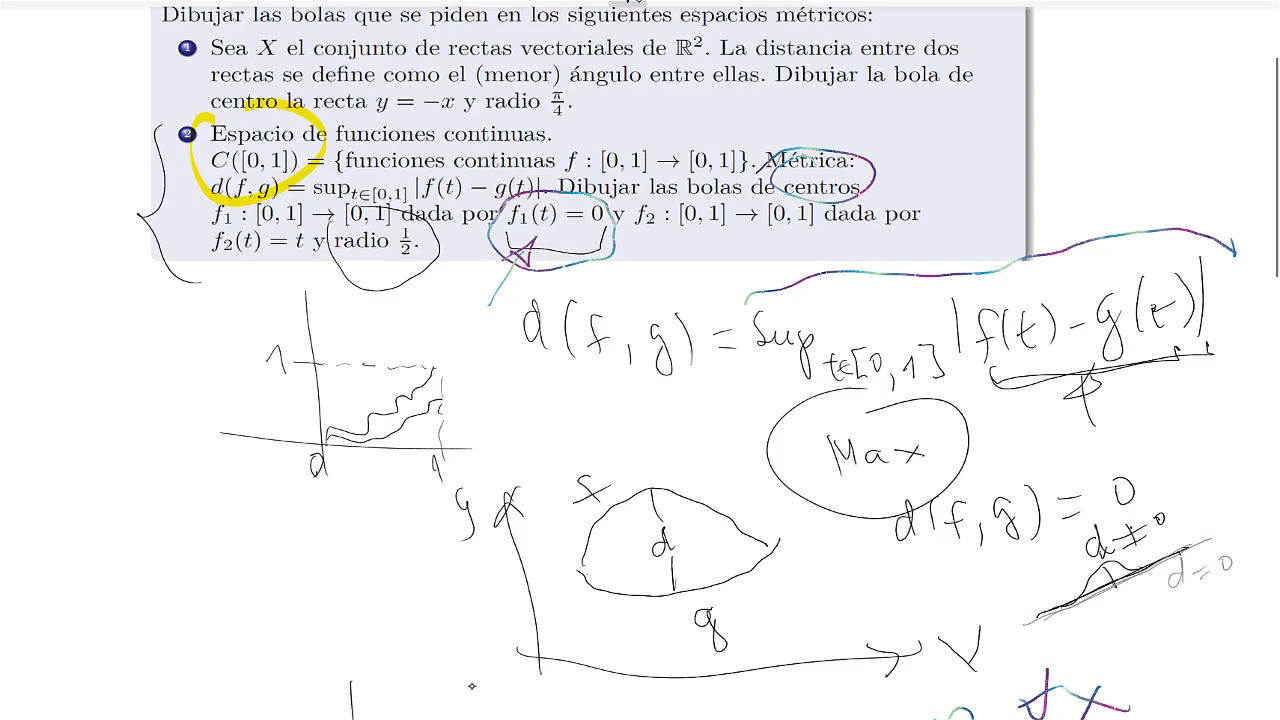 Dibujar las bolas que se piden en los siguientes espacios métricos:
1 Sea X el conjunto de rectas vectoriales de ℝ². La distancia entre dos
rectas se define como el (menor) ángulo entre ellas. Dibujar la bola de
centro la recta y = −x y radio π/4.
2 Espacio de funciones continuas.
C([0, 1]) = {funciones continuas f : [0, 1] → [0, 1]}. Métrica:
d(f, g) = sup_{t∈[0,1]} |f(t) − g(t)|. Dibujar las bolas de centros
f₁ : [0, 1] → [0, 1] dada por f₁(t) = 0 y f₂ : [0, 1] → [0, 1] dada por
f₂(t) = t y radio 1/2.
d(f, g) = Sup_{t∈[0, 1]} |f(t) − g(t)|
1
0
1
Max
y
f
d
g
d(f, g) = 0
d ≠ 0
d = 0